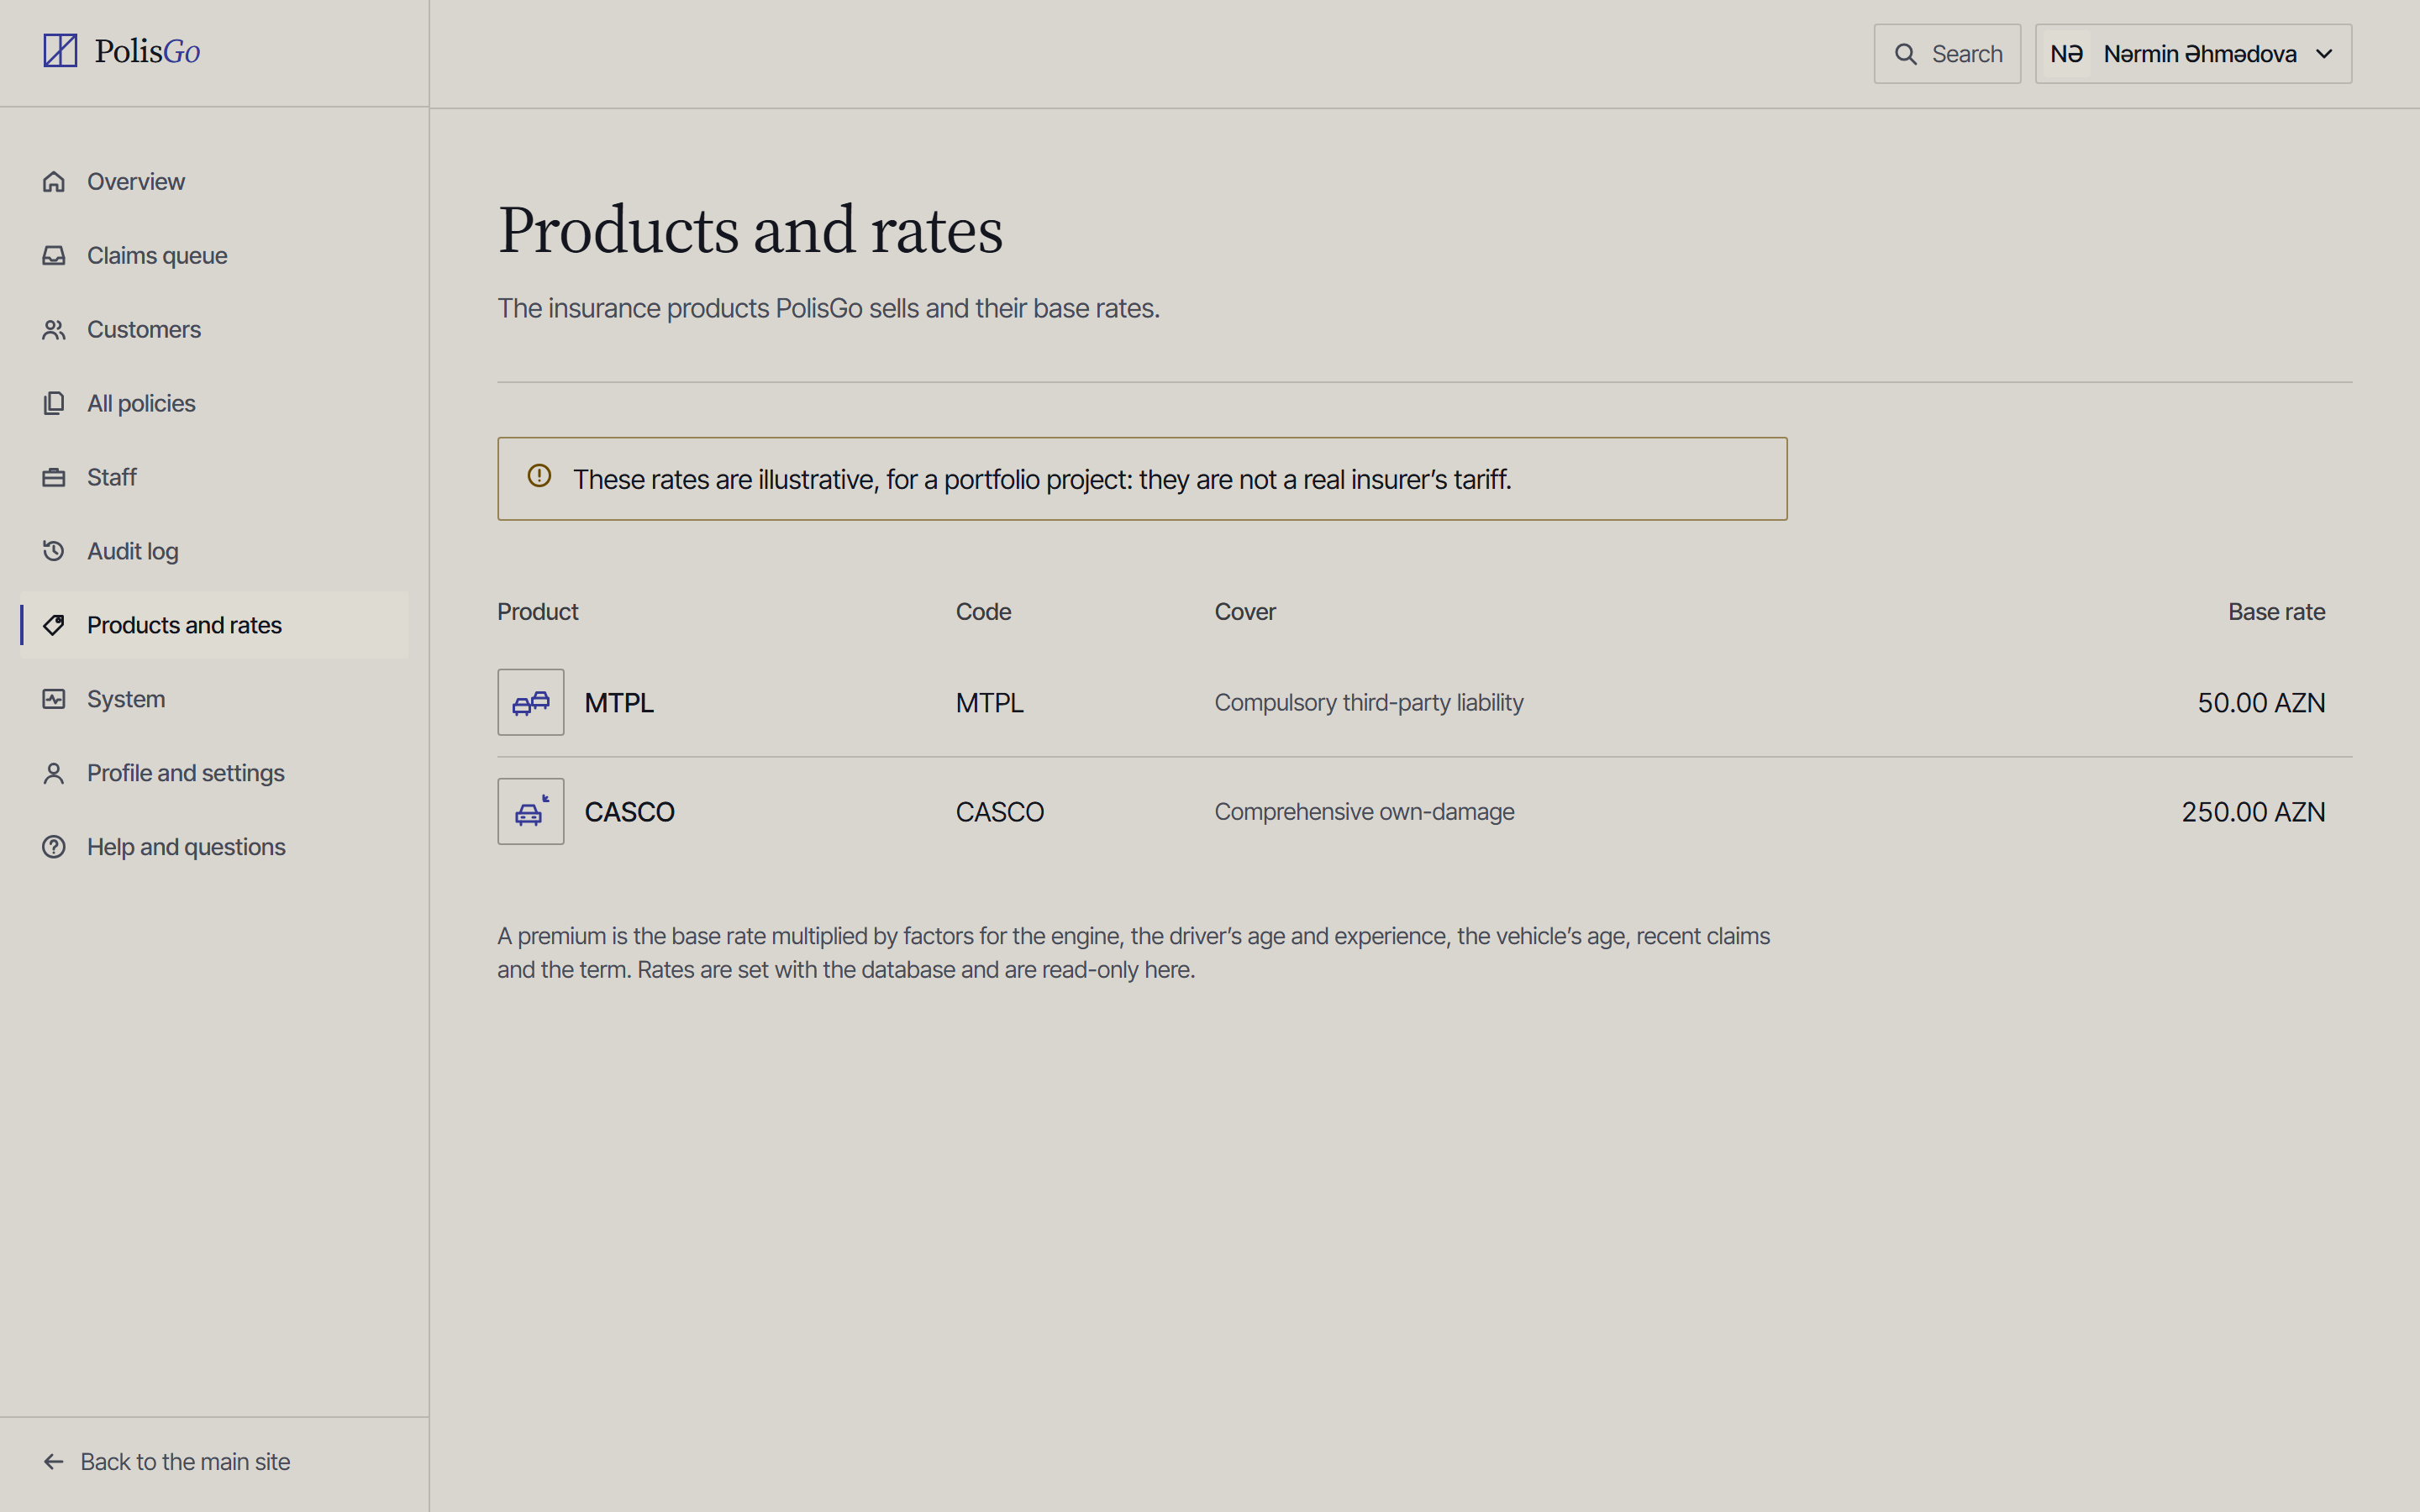 PolisGo
Search
NƏ Nərmin Əhmədova
Overview
Claims queue
Customers
All policies
Staff
Audit log
Products and rates
System
Profile and settings
Help and questions
Back to the main site
Products and rates
The insurance products PolisGo sells and their base rates.
These rates are illustrative, for a portfolio project: they are not a real insurer’s tariff.
Product Code Cover Base rate
MTPL MTPL Compulsory third-party liability 50.00 AZN
CASCO CASCO Comprehensive own-damage 250.00 AZN
A premium is the base rate multiplied by factors for the engine, the driver’s age and experience, the vehicle’s age, recent claims
and the term. Rates are set with the database and are read-only here.